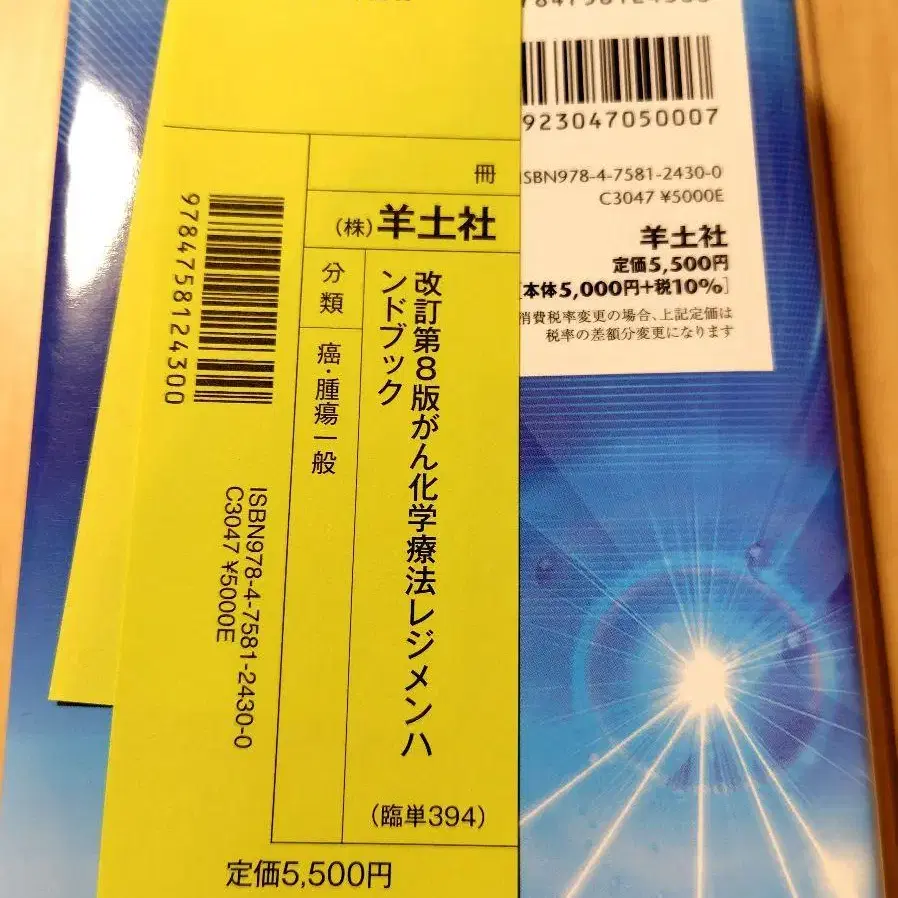 冊
(株)羊土社
分類
癌・腫瘍一般
改訂第8版がん化学療法レジメンハ
ンドブック
(臨単394)
定価5,500円
9784758124300
ISBN978-4-7581-2430-0
C3047 ¥5000E
923047050007
ISBN978-4-7581-2430-0
C3047 ¥5000E
羊土社
定価5,500円
[本体5,000円+税10%]
消費税率変更の場合、上記定価は
税率の差額分変更になります